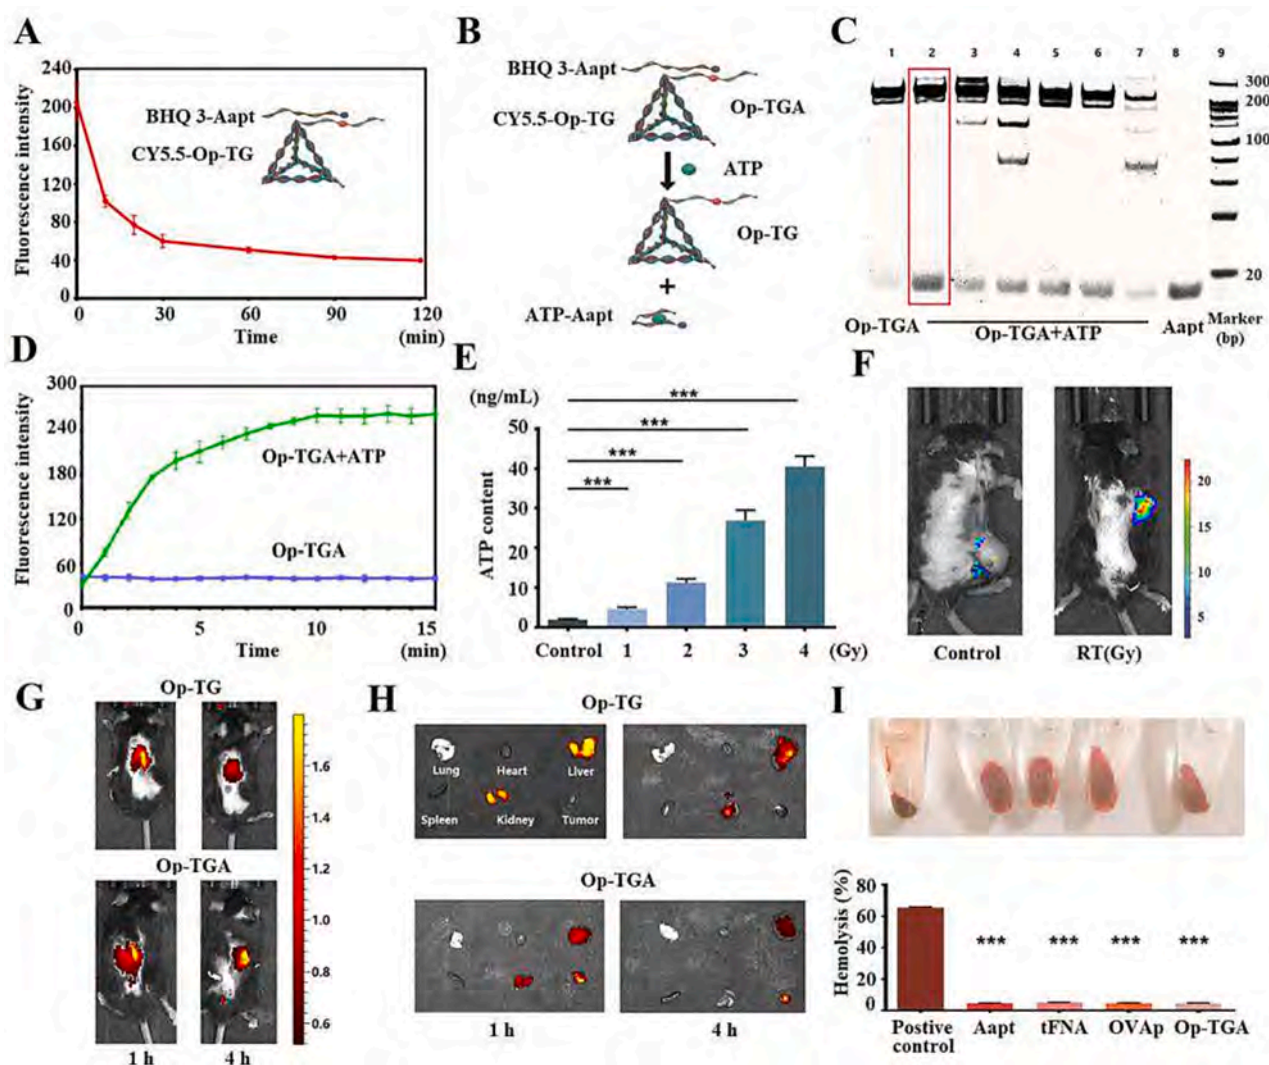 A
240
200
160
120
80
40
0
Fluorescence intensity
BHQ 3-Aapt
CY5.5-Op-TG
0
30
60
90
120
Time
(min)
B
BHQ 3-Aapt
Op-TGA
CY5.5-Op-TG
ATP
Op-TG
+
ATP-Aapt
C
1 2 3 4 5 6 7 8 9
300
200
100
20
Op-TGA
Op-TGA+ATP
Aapt
Marker
(bp)
D
300
240
180
120
60
0
Fluorescence intensity
Op-TGA+ATP
Op-TGA
0 5 10 15
Time
(min)
E
(ng/mL)
***
***
***
***
50
40
30
20
10
0
ATP content
Control 1 2 3 4 (Gy)
F
20
15
10
5
Control
RT(Gy)
G
Op-TG
Op-TGA
1.6
1.4
1.2
1.0
0.8
0.6
1 h
4 h
H
Op-TG
Lung Heart Liver
Spleen Kidney Tumor
Op-TGA
1 h
4 h
I
80
60
40
20
0
Hemolysis (%)
*** *** *** ***
Postive
control
Aapt
tFNA
OVAp
Op-TGA